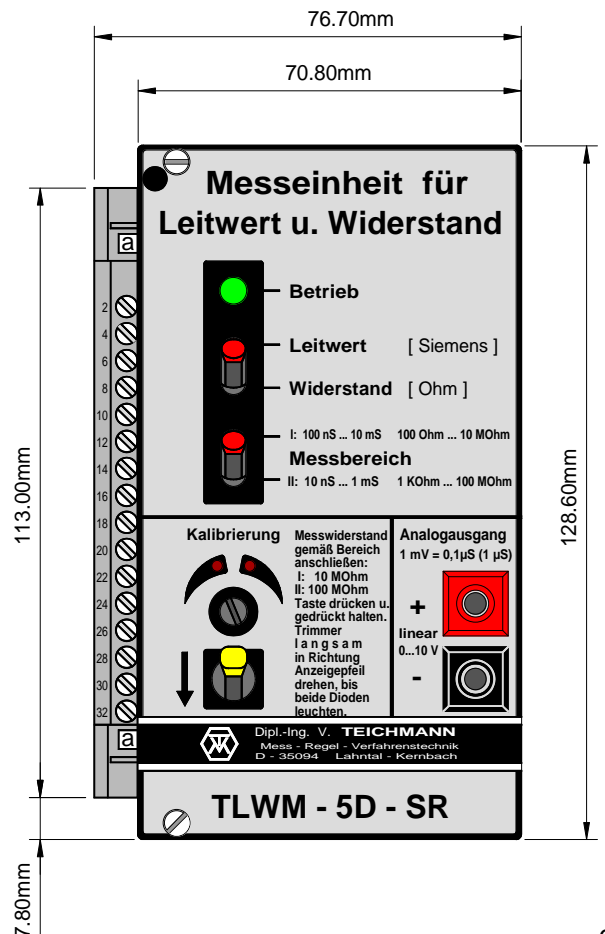 76.70mm
70.80mm
Messeinheit für
Leitwert u. Widerstand
a
Betrieb
Leitwert [ Siemens ]
Widerstand [ Ohm ]
I: 100 nS ... 10 mS 100 Ohm ... 10 MOhm
Messbereich
II: 10 nS ... 1 mS 1 KOhm ... 100 MOhm
2
4
6
8
10
12
14
16
18
20
22
24
26
28
30
32
a
113.00mm
128.60mm
Kalibrierung
Messwiderstand
gemäß Bereich
anschließen:
I: 10 MOhm
II: 100 MOhm
Taste drücken u.
gedrückt halten.
Trimmer
l a n g s a m
in Richtung
Anzeigepfeil
drehen, bis
beide Dioden
leuchten.
Analogausgang
1 mV = 0,1µS (1 µS)
+
linear
0...10 V
-
Dipl.-Ing. V. TEICHMANN
Mess - Regel - Verfahrenstechnik
D - 35094 Lahntal - Kernbach
TLWM - 5D - SR
7.80mm